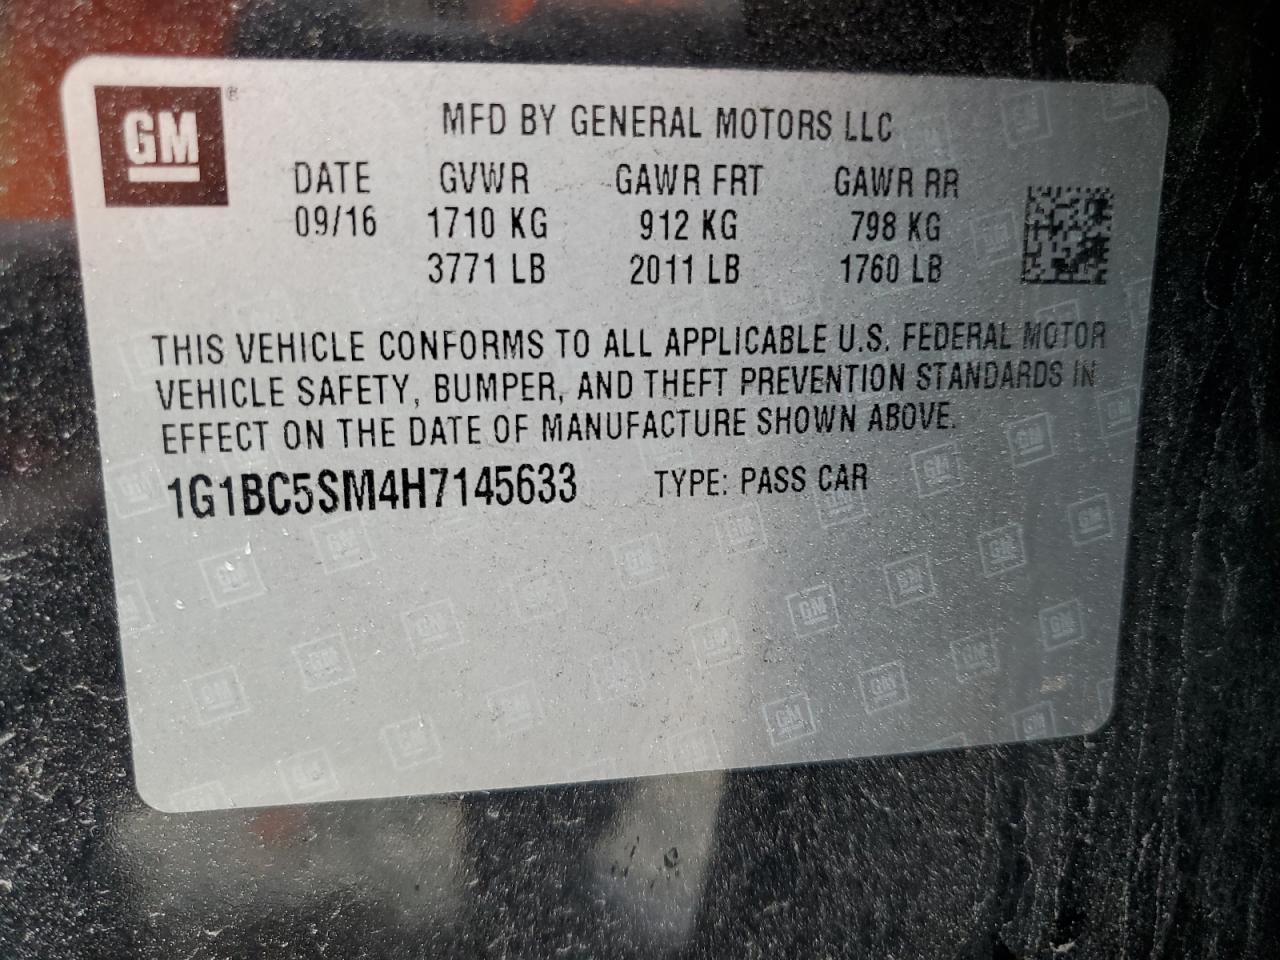 GM ®
MFD BY GENERAL MOTORS LLC
DATE GVWR GAWR FRT GAWR RR
09/16 1710 KG 912 KG 798 KG
3771 LB 2011 LB 1760 LB
THIS VEHICLE CONFORMS TO ALL APPLICABLE U.S. FEDERAL MOTOR
VEHICLE SAFETY, BUMPER, AND THEFT PREVENTION STANDARDS IN
EFFECT ON THE DATE OF MANUFACTURE SHOWN ABOVE.
1G1BC5SM4H7145633 TYPE: PASS CAR